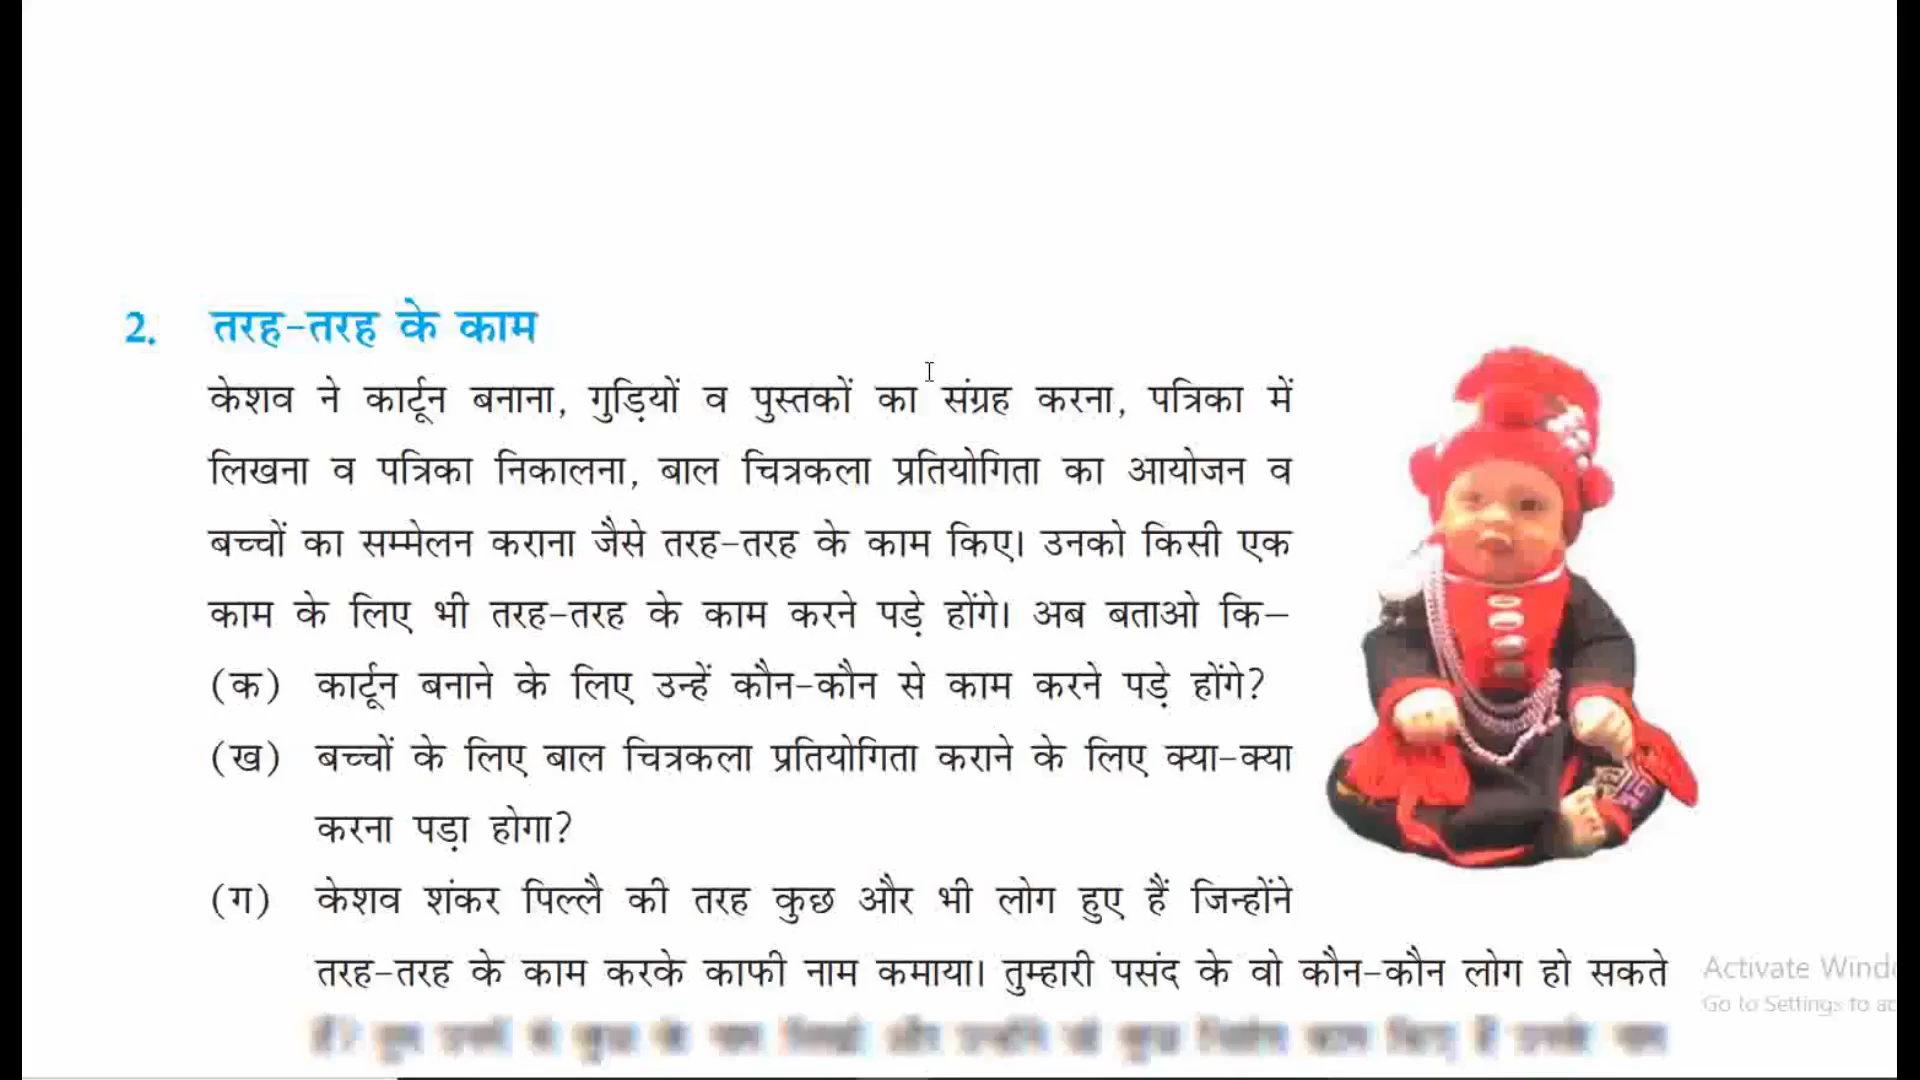 2. तरह-तरह के काम
केशव ने कार्टून बनाना, गुड़ियों व पुस्तकों का संग्रह करना, पत्रिका में
लिखना व पत्रिका निकालना, बाल चित्रकला प्रतियोगिता का आयोजन व
बच्चों का सम्मेलन कराना जैसे तरह-तरह के काम किए। उनको किसी एक
काम के लिए भी तरह-तरह के काम करने पड़े होंगे। अब बताओ कि–
(क) कार्टून बनाने के लिए उन्हें कौन-कौन से काम करने पड़े होंगे?
(ख) बच्चों के लिए बाल चित्रकला प्रतियोगिता कराने के लिए क्या-क्या
करना पड़ा होगा?
(ग) केशव शंकर पिल्लै की तरह कुछ और भी लोग हुए हैं जिन्होंने
तरह-तरह के काम करके काफी नाम कमाया। तुम्हारी पसंद के वो कौन-कौन लोग हो सकते
Activate Wind
Go to Settings to ac